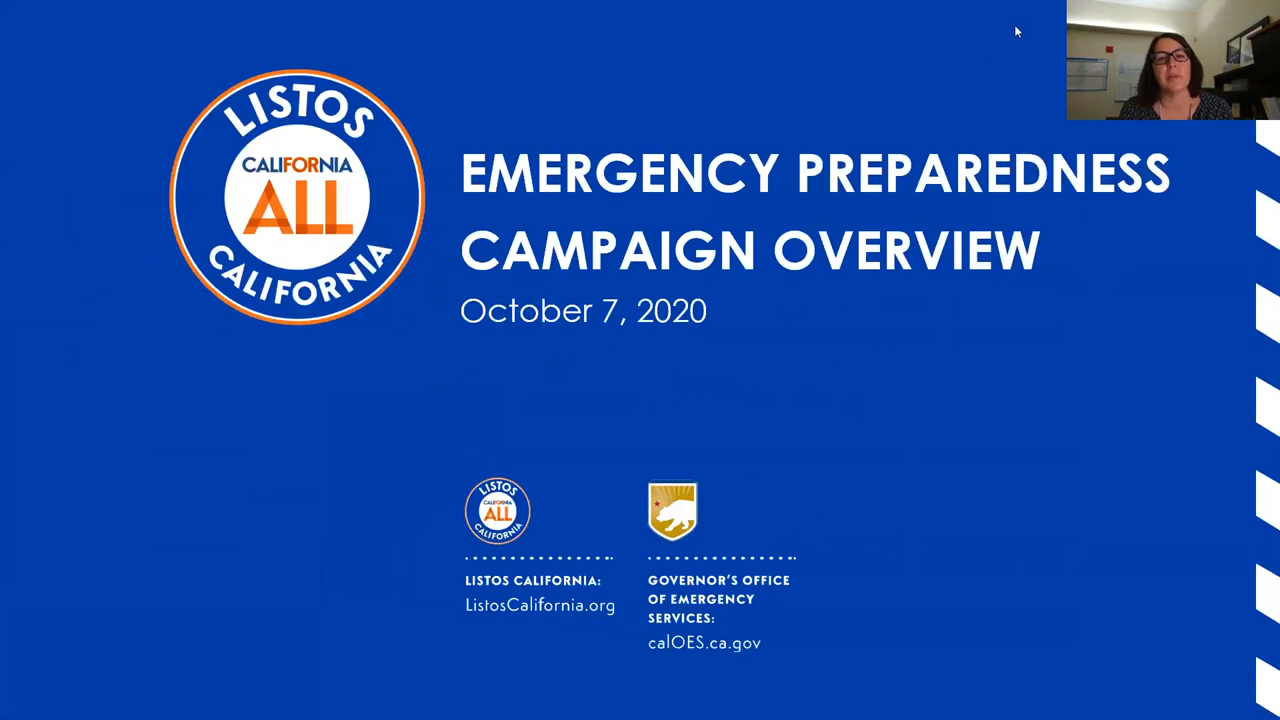 LISTOS
CALIFORNIA
ALL
CALIFORNIA
EMERGENCY PREPAREDNESS
CAMPAIGN OVERVIEW
October 7, 2020
LISTOS
CALIFORNIA
ALL
CALIFORNIA
LISTOS CALIFORNIA:
ListosCalifornia.org
GOVERNOR'S OFFICE
OF EMERGENCY
SERVICES:
calOES.ca.gov